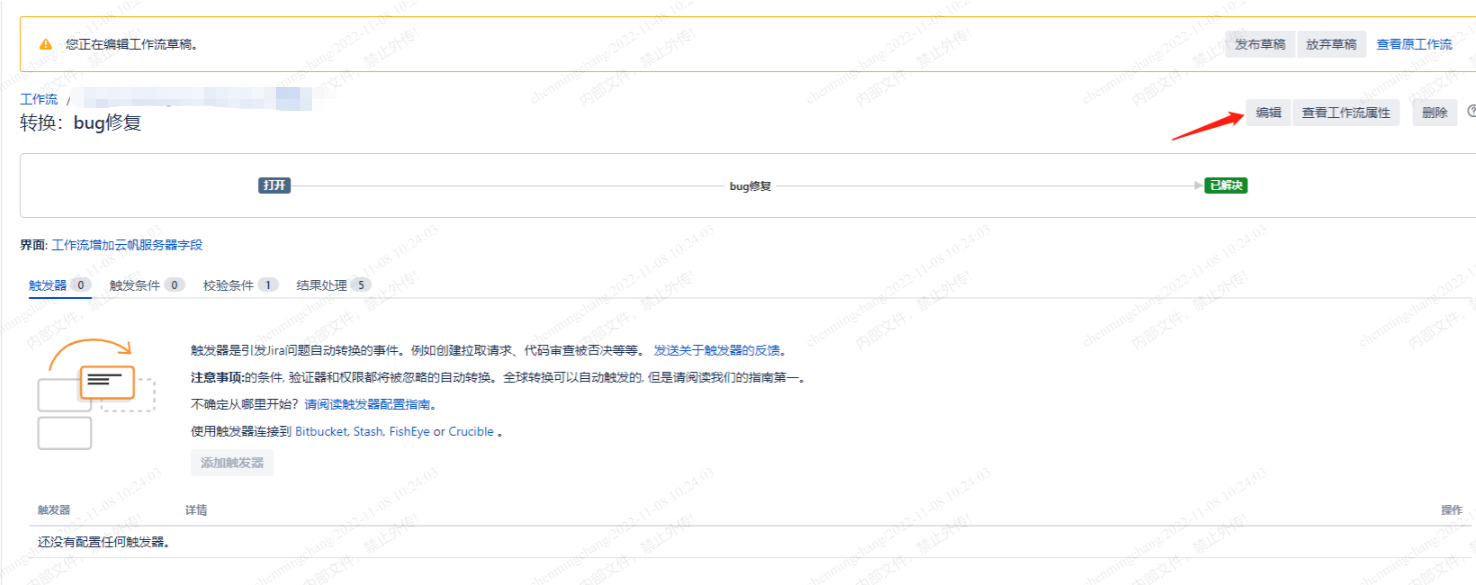 您正在编辑工作流草稿。
发布草稿 放弃草稿 查看原工作流
工作流 /
转换：bug修复
编辑 查看工作流属性 删除
打开 bug修复 已解决
界面: 工作流增加云帆服务器字段
触发器 0 触发条件 0 校验条件 1 结果处理 5
触发器是引发Jira问题自动转换的事件。例如创建拉取请求、代码审查被否决等等。 发送关于触发器的反馈。
注意事项:的条件, 验证器和权限都将被忽略的自动转换。全球转换可以自动触发的, 但是请阅读我们的指南第一。
不确定从哪里开始？请阅读触发器配置指南。
使用触发器连接到 Bitbucket, Stash, FishEye or Crucible 。
添加触发器
触发器 详情 操作
还没有配置任何触发器。
chenmingchang/2022-11-08 10:24:03
内部文件，禁止外传!